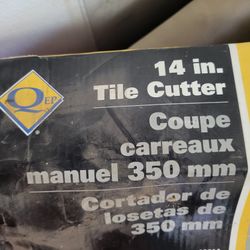 QEP
®
14 in.
Tile Cutter
Coupe
carreaux
manuel 350 mm
Cortador de
losetas de
350 mm